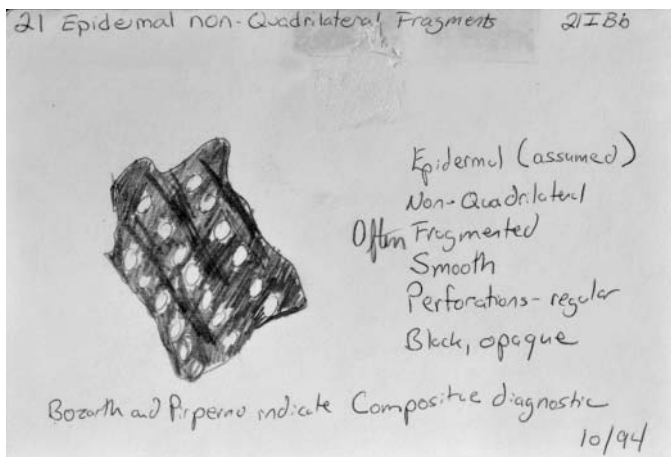 21 Epidermal non-Quadrilateral Fragments 21IBb
Epidermal (assumed)
Non-Quadrilateral
Often Fragmented
Smooth
Perforations - regular
Black, opaque
Bozarth and Piperno indicate Compositae diagnostic
10/94